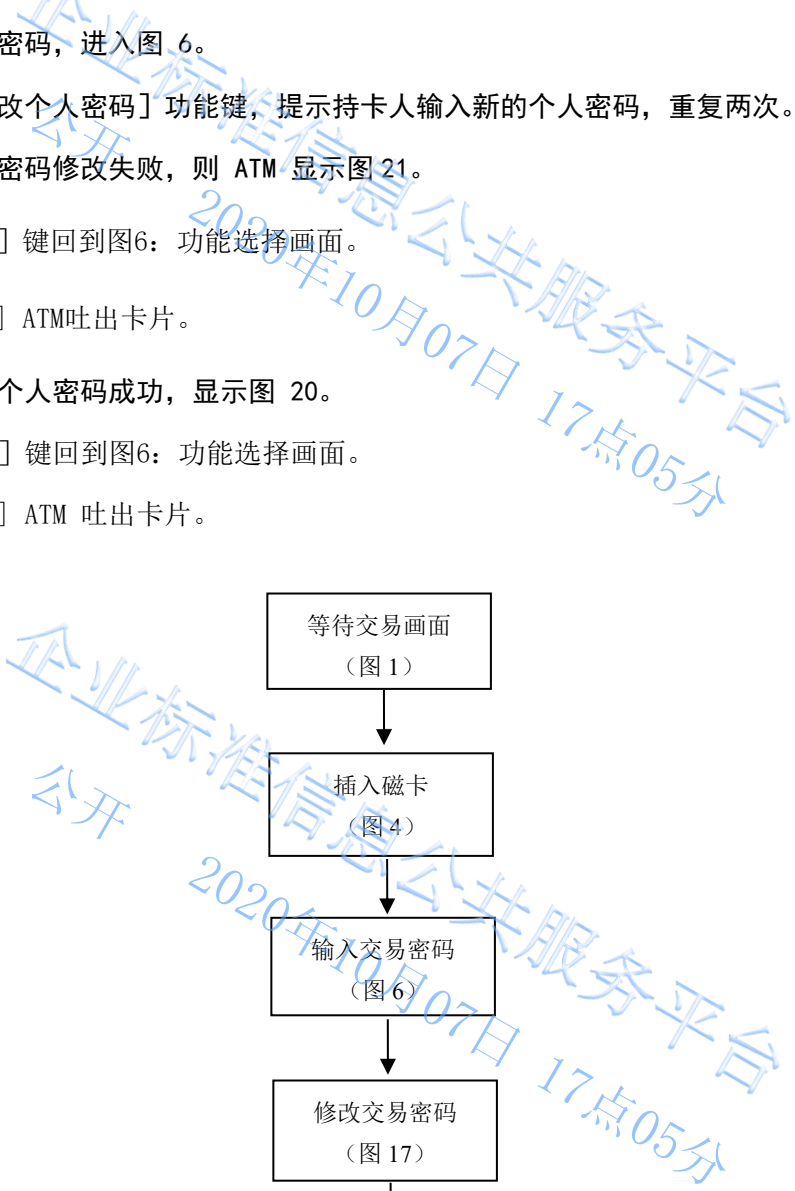 密码，进入图 6。
改个人密码］功能键，提示持卡人输入新的个人密码，重复两次。
密码修改失败，则 ATM 显示图 21。
］键回到图6：功能选择画面。
］ATM吐出卡片。
个人密码成功，显示图 20。
］键回到图6：功能选择画面。
］ATM 吐出卡片。
企业标准信息公共服务平台
公开
2020年10月07日 17点05分
等待交易画面
（图 1）
插入磁卡
（图 4）
输入交易密码
（图 6）
修改交易密码
（图 17）
企业标准信息公共服务平台
公开
2020年10月07日 17点05分